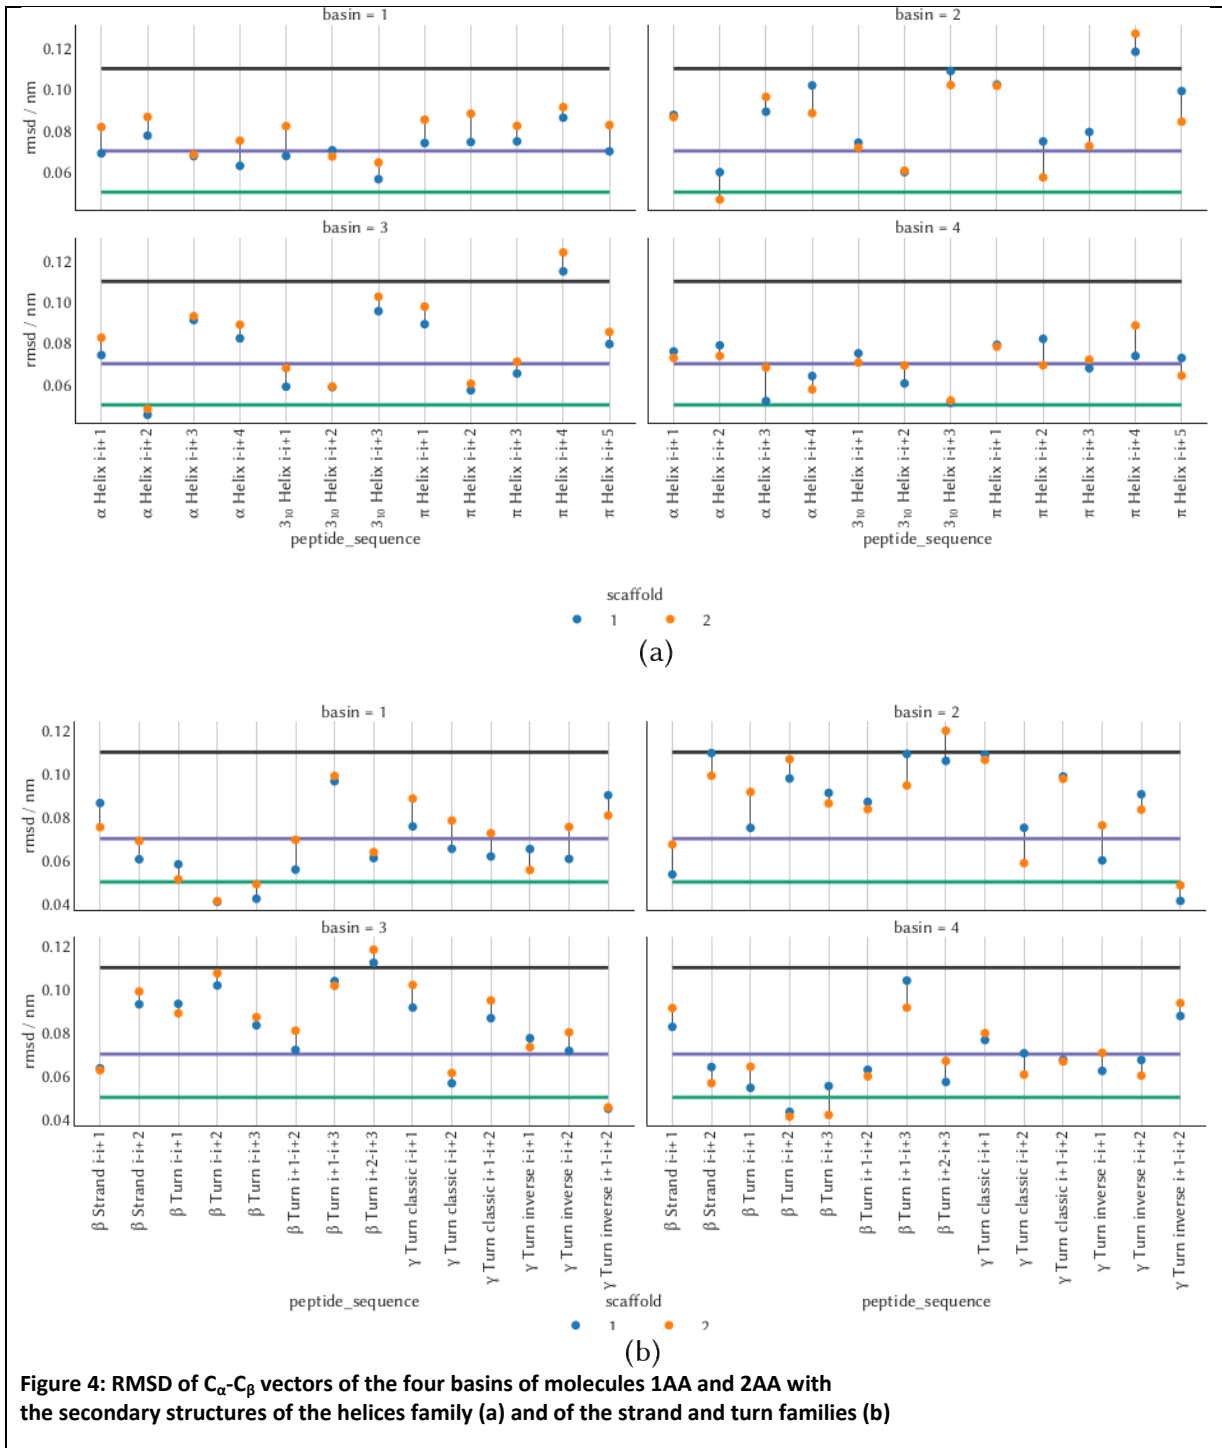 basin = 1
basin = 2
rmsd / nm
0.12
0.10
0.08
0.06
basin = 3
basin = 4
rmsd / nm
0.12
0.10
0.08
0.06
α Helix i-i+1
α Helix i-i+2
α Helix i-i+3
α Helix i-i+4
3₁₀ Helix i-i+1
3₁₀ Helix i-i+2
3₁₀ Helix i-i+3
π Helix i-i+1
π Helix i-i+2
π Helix i-i+3
π Helix i-i+4
π Helix i-i+5
α Helix i-i+1
α Helix i-i+2
α Helix i-i+3
α Helix i-i+4
3₁₀ Helix i-i+1
3₁₀ Helix i-i+2
3₁₀ Helix i-i+3
π Helix i-i+1
π Helix i-i+2
π Helix i-i+3
π Helix i-i+4
π Helix i-i+5
peptide_sequence
peptide_sequence
scaffold
1 2
(a)
basin = 1
basin = 2
rmsd / nm
0.12
0.10
0.08
0.06
0.04
basin = 3
basin = 4
rmsd / nm
0.12
0.10
0.08
0.06
0.04
β Strand i-i+1
β Strand i-i+2
β Turn i-i+1
β Turn i-i+2
β Turn i-i+3
β Turn i+1-i+2
β Turn i+1-i+3
β Turn i+2-i+3
γ Turn classic i-i+1
γ Turn classic i-i+2
γ Turn classic i+1-i+2
γ Turn inverse i-i+1
γ Turn inverse i-i+2
γ Turn inverse i+1-i+2
β Strand i-i+1
β Strand i-i+2
β Turn i-i+1
β Turn i-i+2
β Turn i-i+3
β Turn i+1-i+2
β Turn i+1-i+3
β Turn i+2-i+3
γ Turn classic i-i+1
γ Turn classic i-i+2
γ Turn classic i+1-i+2
γ Turn inverse i-i+1
γ Turn inverse i-i+2
γ Turn inverse i+1-i+2
peptide_sequence
scaffold
peptide_sequence
1 2
(b)
Figure 4: RMSD of Cα-Cβ vectors of the four basins of molecules 1AA and 2AA with
the secondary structures of the helices family (a) and of the strand and turn families (b)